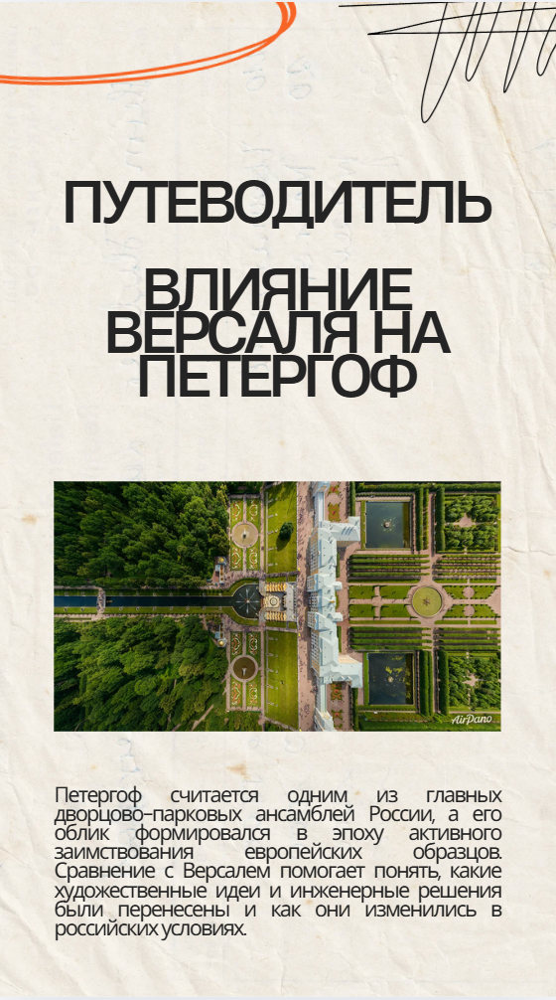 ПУТЕВОДИТЕЛЬ
ВЛИЯНИЕ
ВЕРСАЛЯ НА
ПЕТЕРГОФ
AirPano
Петергоф считается одним из главных
дворцово-парковых ансамблей России, а его
облик формировался в эпоху активного
заимствования европейских образцов.
Сравнение с Версалем помогает понять, какие
художественные идеи и инженерные решения
были перенесены и как они изменились в
российских условиях.